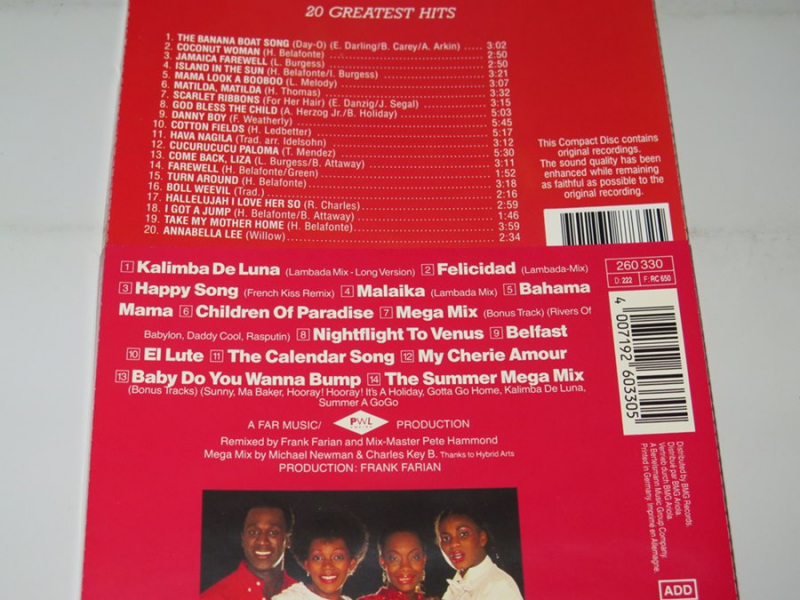 20 GREATEST HITS
1. THE BANANA BOAT SONG (Day-O) (E. Darling/B. Carey/A. Arkin) 3:02
2. COCONUT WOMAN (H. Belafonte) 2:50
3. JAMAICA FAREWELL (L. Burgess) 2:50
4. ISLAND IN THE SUN (H. Belafonte/I. Burgess) 3:21
5. MAMA LOOK A BOOBOO (L. Melody) 3:07
6. MATILDA, MATILDA (H. Thomas) 3:32
7. SCARLET RIBBONS (For Her Hair) (E. Danzig/J. Segal) 3:15
8. GOD BLESS THE CHILD (A. Herzog Jr./B. Holiday) 5:03
9. DANNY BOY (F. Weatherly) 5:45
10. COTTON FIELDS (H. Ledbetter) 5:17
11. HAVA NAGILA (Trad. arr. Idelsohn) 3:12
12. CUCURUCUCU PALOMA (T. Mendez) 5:30
13. COME BACK, LIZA (L. Burgess/B. Attaway) 3:11
14. FAREWELL (H. Belafonte/Green) 1:52
15. TURN AROUND (H. Belafonte) 3:18
16. BOLL WEEVIL (Trad.) 2:16
17. HALLELUJAH I LOVE HER SO (R. Charles) 2:59
18. I GOT A JUMP (H. Belafonte/B. Attaway) 1:46
19. TAKE MY MOTHER HOME (H. Belafonte) 3:59
20. ANNABELLA LEE (Willow) 2:34
This Compact Disc contains
original recordings.
The sound quality has been
enhanced while remaining
as faithful as possible to the
original recording.
1 Kalimba De Luna (Lambada Mix - Long Version) 2 Felicidad (Lambada-Mix)
3 Happy Song (French Kiss Remix) 4 Malaika (Lambada Mix) 5 Bahama
Mama 6 Children Of Paradise 7 Mega Mix (Bonus Track) (Rivers Of
Babylon, Daddy Cool, Rasputin) 8 Nightflight To Venus 9 Belfast
10 El Lute 11 The Calendar Song 12 My Cherie Amour
13 Baby Do You Wanna Bump 14 The Summer Mega Mix
(Bonus Tracks) (Sunny, Ma Baker, Hooray! Hooray! It's A Holiday, Gotta Go Home, Kalimba De Luna,
Summer A GoGo
A FAR MUSIC/ PWL EMPIRE PRODUCTION
Remixed by Frank Farian and Mix-Master Pete Hammond
Mega Mix by Michael Newman & Charles Key B. Thanks to Hybrid Arts
PRODUCTION: FRANK FARIAN
260 330
D: 222 F: RC 650
4 007192 603305
Distributed by BMG Records.
Distribué par BMG Ariola
Vertrieb durch BMG Ariola
A Bertelsmann Music Group Company.
Printed in Germany. Imprimé en Allemagne.
ADD